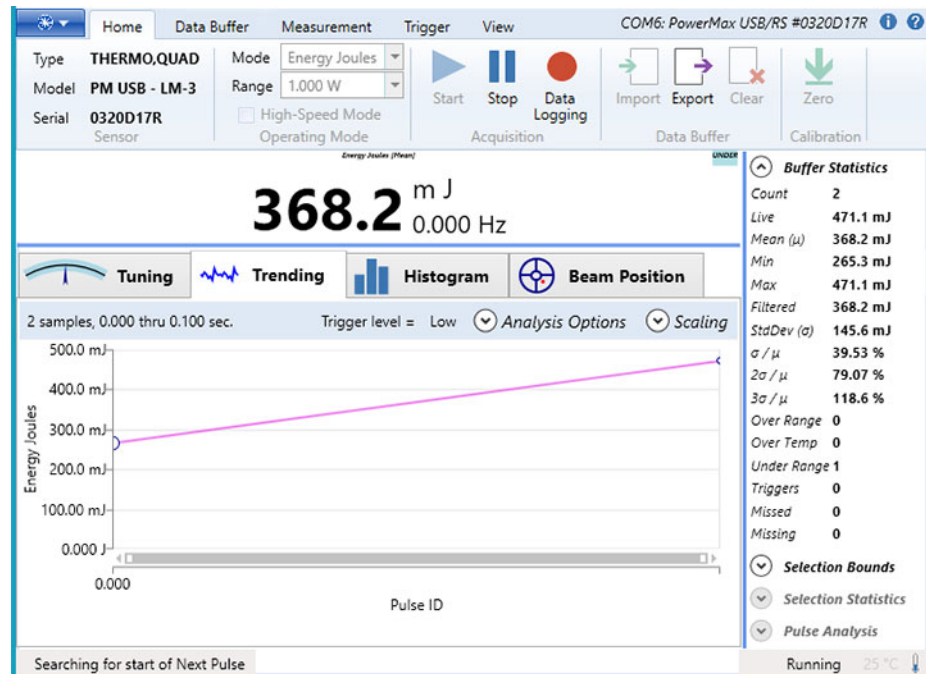 Home Data Buffer Measurement Trigger View COM6: PowerMax USB/RS #0320D17R
Type THERMO,QUAD
Model PM USB - LM-3
Serial 0320D17R
Sensor
Mode Energy Joules
Range 1.000 W
High-Speed Mode
Operating Mode
Start Stop Data Logging
Acquisition
Import Export Clear
Data Buffer
Zero
Calibration
Energy Joules (Mean)
UNDER
368.2 m J
0.000 Hz
Tuning Trending Histogram Beam Position
2 samples, 0.000 thru 0.100 sec. Trigger level = Low Analysis Options Scaling
500.0 mJ
400.0 mJ
300.0 mJ
200.0 mJ
100.00 mJ
0.000 J
Energy Joules
0.000
Pulse ID
Buffer Statistics
Count 2
Live 471.1 mJ
Mean (μ) 368.2 mJ
Min 265.3 mJ
Max 471.1 mJ
Filtered 368.2 mJ
StdDev (σ) 145.6 mJ
σ / μ 39.53 %
2σ / μ 79.07 %
3σ / μ 118.6 %
Over Range 0
Over Temp 0
Under Range 1
Triggers 0
Missed 0
Missing 0
Selection Bounds
Selection Statistics
Pulse Analysis
Searching for start of Next Pulse
Running 25 °C